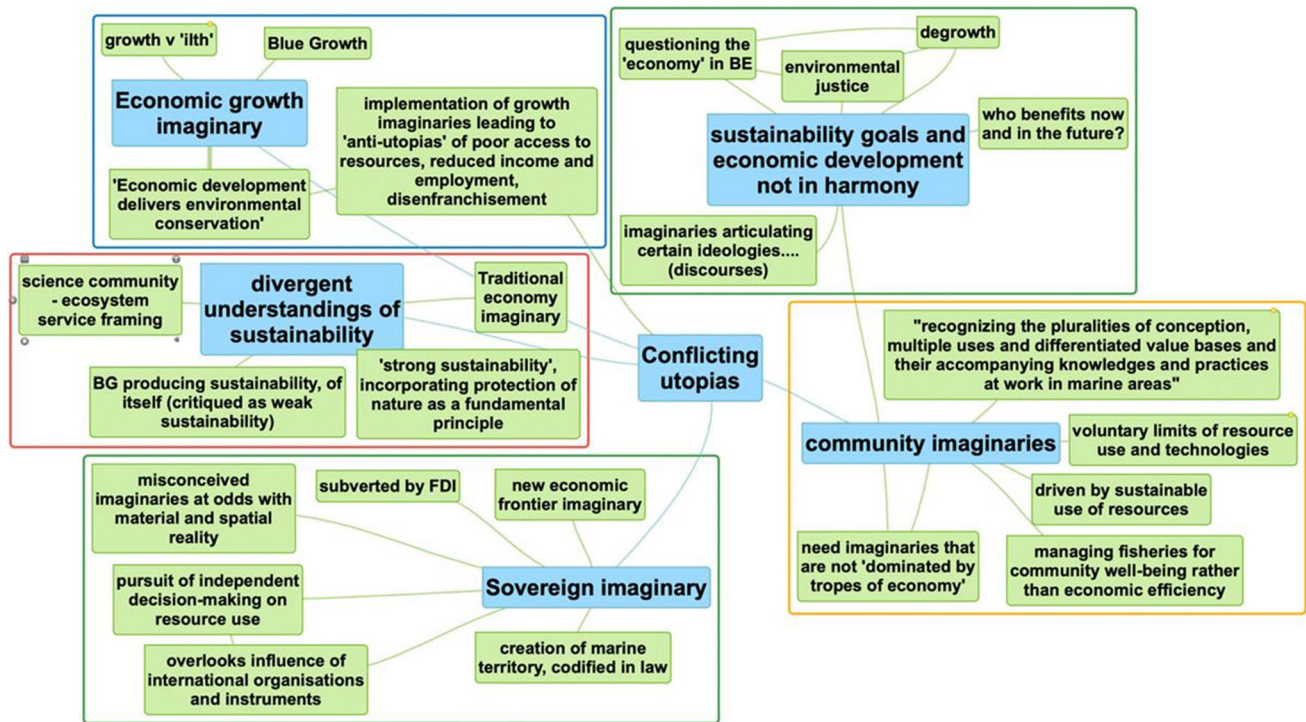 growth v 'ilth'
Blue Growth
Economic growth
imaginary
implementation of growth
imaginaries leading to
'anti-utopias' of poor access to
resources, reduced income and
employment,
disenfranchisement
'Economic development
delivers environmental
conservation'
questioning the
'economy' in BE
degrowth
environmental
justice
sustainability goals and
economic development
not in harmony
who benefits now
and in the future?
imaginaries articulating
certain ideologies....
(discourses)
science community
- ecosystem
service framing
divergent
understandings of
sustainability
Traditional
economy
imaginary
BG producing sustainability, of
itself (critiqued as weak
sustainability)
'strong sustainability',
incorporating protection of
nature as a fundamental
principle
Conflicting
utopias
"recognizing the pluralities of conception,
multiple uses and differentiated value bases and
their accompanying knowledges and practices
at work in marine areas"
community imaginaries
voluntary limits of resource
use and technologies
driven by sustainable
use of resources
need imaginaries that
are not 'dominated by
tropes of economy'
managing fisheries for
community well-being rather
than economic efficiency
misconceived
imaginaries at odds with
material and spatial
reality
subverted by FDI
new economic
frontier imaginary
pursuit of independent
decision-making on
resource use
Sovereign imaginary
overlooks influence of
international organisations
and instruments
creation of marine
territory, codified in law